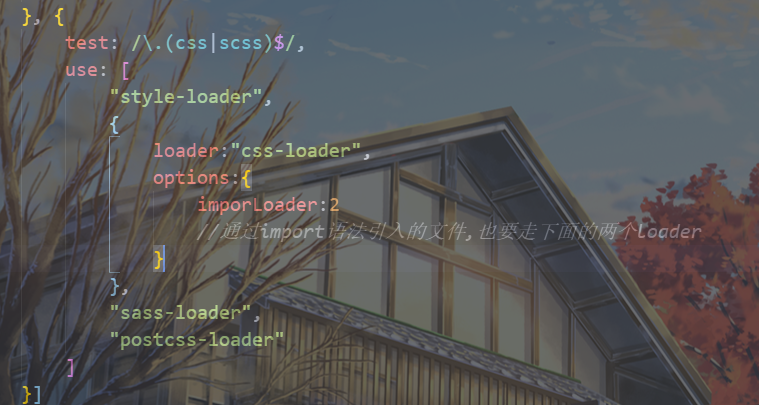 }, {
    test: /\.(css|scss)$/,
    use: [
        "style-loader",
        {
            loader:"css-loader",
            options:{
                imporLoader:2
                //通过import语法引入的文件,也要走下面的两个loader
            }
        },
        "sass-loader",
        "postcss-loader"
    ]
}]